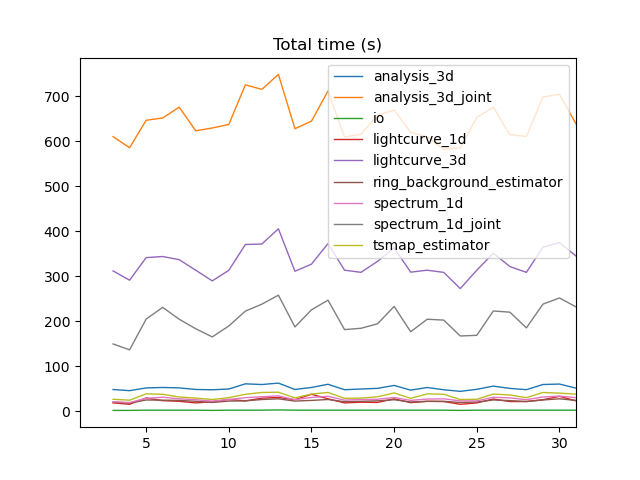 Total time (s)
analysis_3d
analysis_3d_joint
io
lightcurve_1d
lightcurve_3d
ring_background_estimator
spectrum_1d
spectrum_1d_joint
tsmap_estimator
700
600
500
400
300
200
100
0
5 10 15 20 25 30